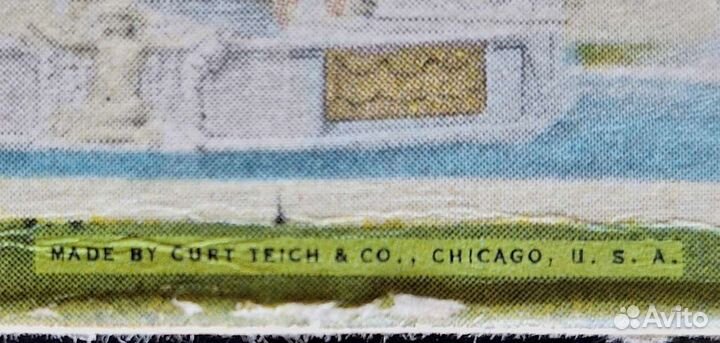 MADE BY CURT TEICH & CO., CHICAGO, U. S. A.
Avito